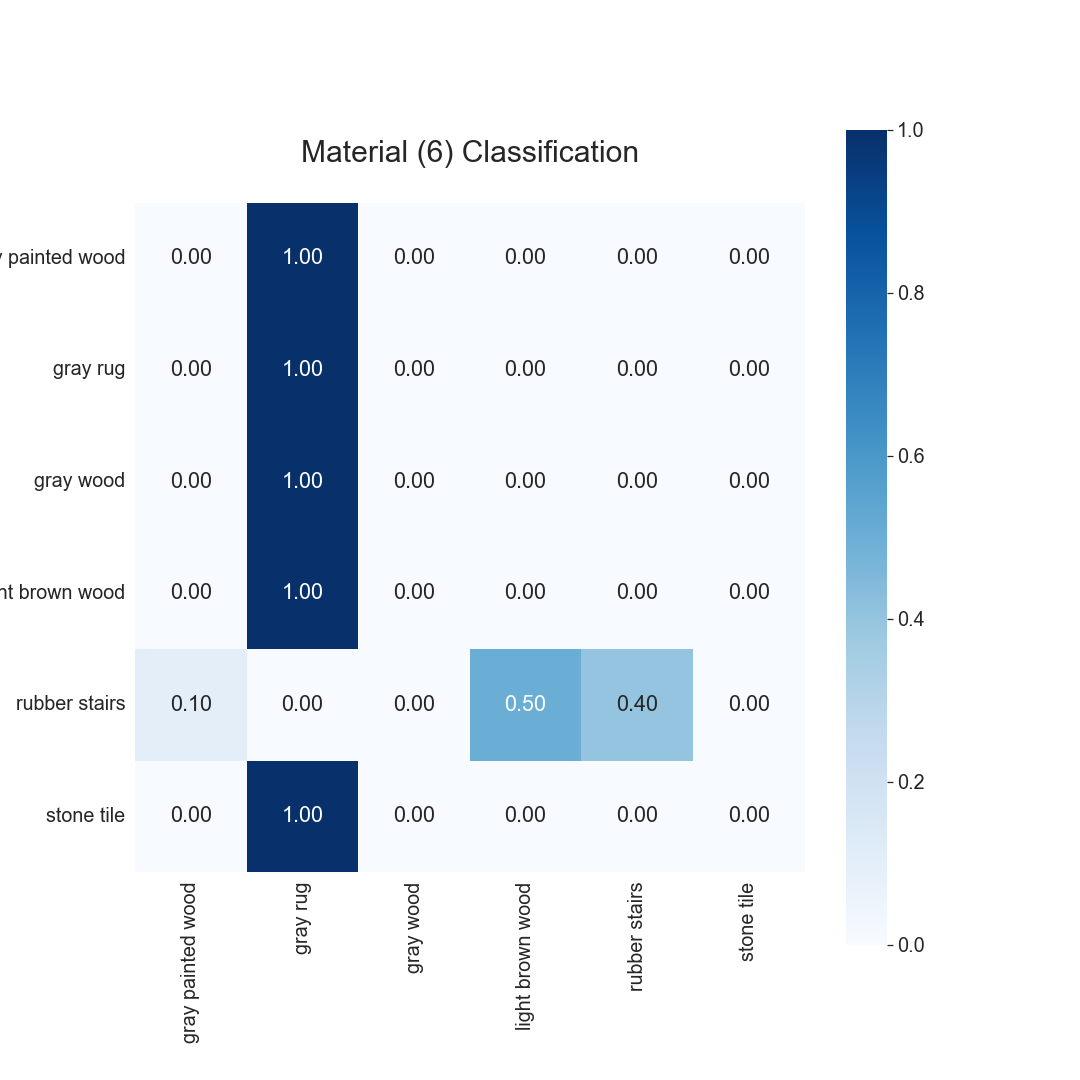 Material (6) Classification
1.0
0.8
0.6
0.4
0.2
0.0
y painted wood 0.00 1.00 0.00 0.00 0.00 0.00
gray rug 0.00 1.00 0.00 0.00 0.00 0.00
gray wood 0.00 1.00 0.00 0.00 0.00 0.00
ht brown wood 0.00 1.00 0.00 0.00 0.00 0.00
rubber stairs 0.10 0.00 0.00 0.50 0.40 0.00
stone tile 0.00 1.00 0.00 0.00 0.00 0.00
gray painted wood
gray rug
gray wood
light brown wood
rubber stairs
stone tile